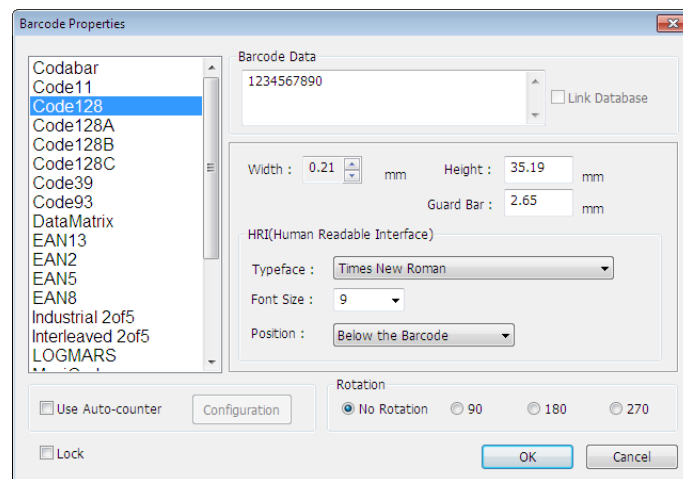 Barcode Properties
Codabar
Code11
Code128
Code128A
Code128B
Code128C
Code39
Code93
DataMatrix
EAN13
EAN2
EAN5
EAN8
Industrial 2of5
Interleaved 2of5
LOGMARS
Barcode Data
1234567890
Link Database
Width : 0.21 mm Height : 35.19 mm
Guard Bar : 2.65 mm
HRI(Human Readable Interface)
Typeface : Times New Roman
Font Size : 9
Position : Below the Barcode
Use Auto-counter Configuration
Rotation
No Rotation 90 180 270
Lock
OK Cancel